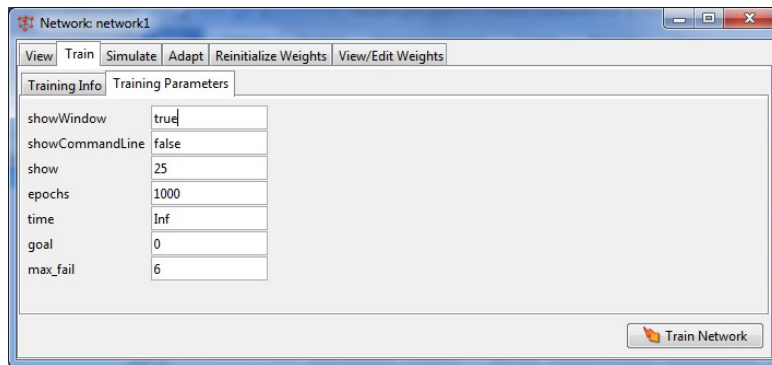 Network: network1
View Train Simulate Adapt Reinitialize Weights View/Edit Weights
Training Info Training Parameters
showWindow true
showCommandLine false
show 25
epochs 1000
time Inf
goal 0
max_fail 6
Train Network